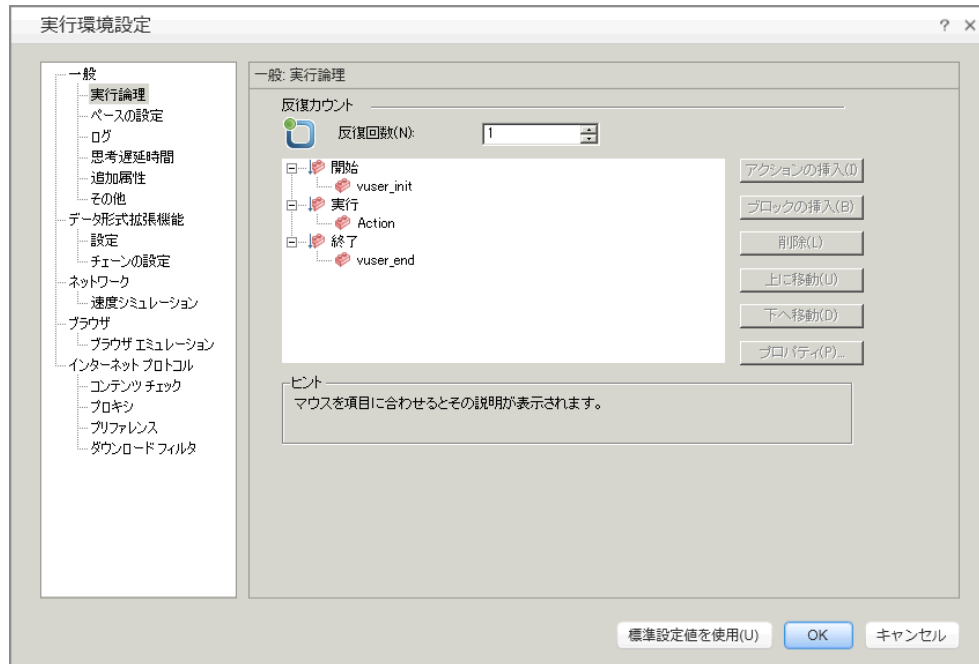 実行環境設定
一般
実行論理
ペースの設定
ログ
思考遅延時間
追加属性
その他
データ形式拡張機能
設定
チェーンの設定
ネットワーク
速度シミュレーション
ブラウザ
ブラウザ エミュレーション
インターネット プロトコル
コンテンツ チェック
プロキシ
プリファレンス
ダウンロード フィルタ
一般: 実行論理
反復カウント
反復回数(N):
1
開始
vuser_init
実行
Action
終了
vuser_end
アクションの挿入(I)
ブロックの挿入(B)
削除(L)
上に移動(U)
下へ移動(D)
プロパティ(P)...
ヒント
マウスを項目に合わせるとその説明が表示されます。
標準設定値を使用(U)
OK
キャンセル